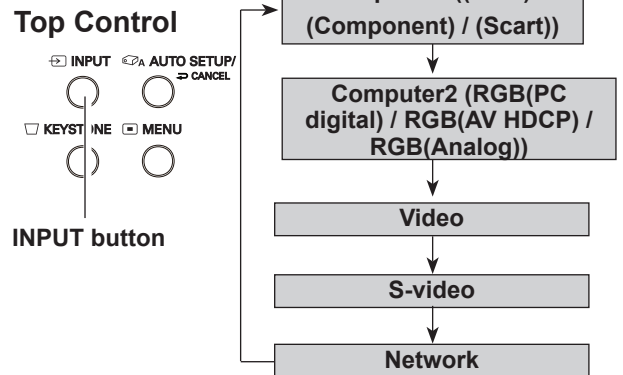 Top Control
INPUT
AUTO SETUP/
CANCEL
KEYSTONE
MENU
INPUT button
(Component) / (Scart))
Computer2 (RGB(PC
digital) / RGB(AV HDCP) /
RGB(Analog))
Video
S-video
Network